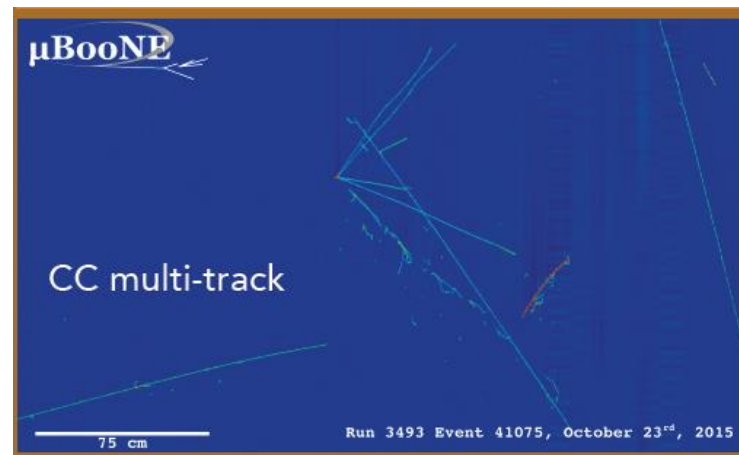 µBooNE
CC multi-track
75 cm
Run 3493 Event 41075, October 23rd, 2015